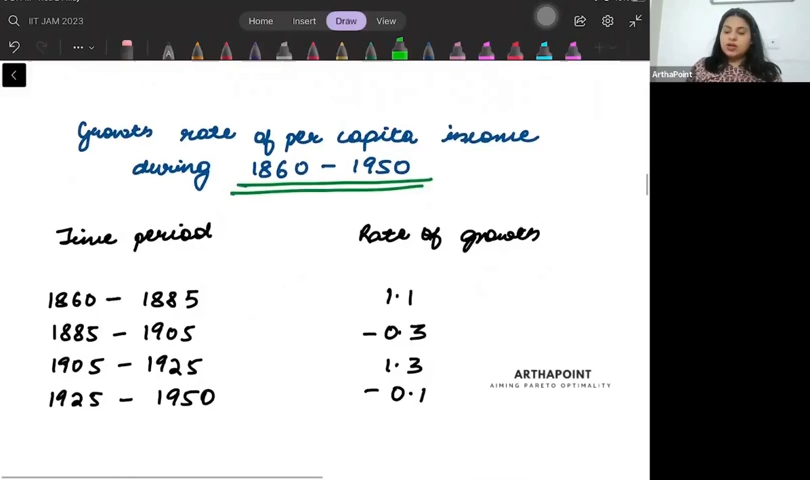 IIT JAM 2023
Home Insert Draw View
ArthaPoint
Growth rate of per capita income
during 1860 - 1950
Time period Rate of growth
1860 - 1885 1.1
1885 - 1905 - 0.3
1905 - 1925 1.3
1925 - 1950 - 0.1
ARTHAPOINT
AIMING PARETO OPTIMALITY